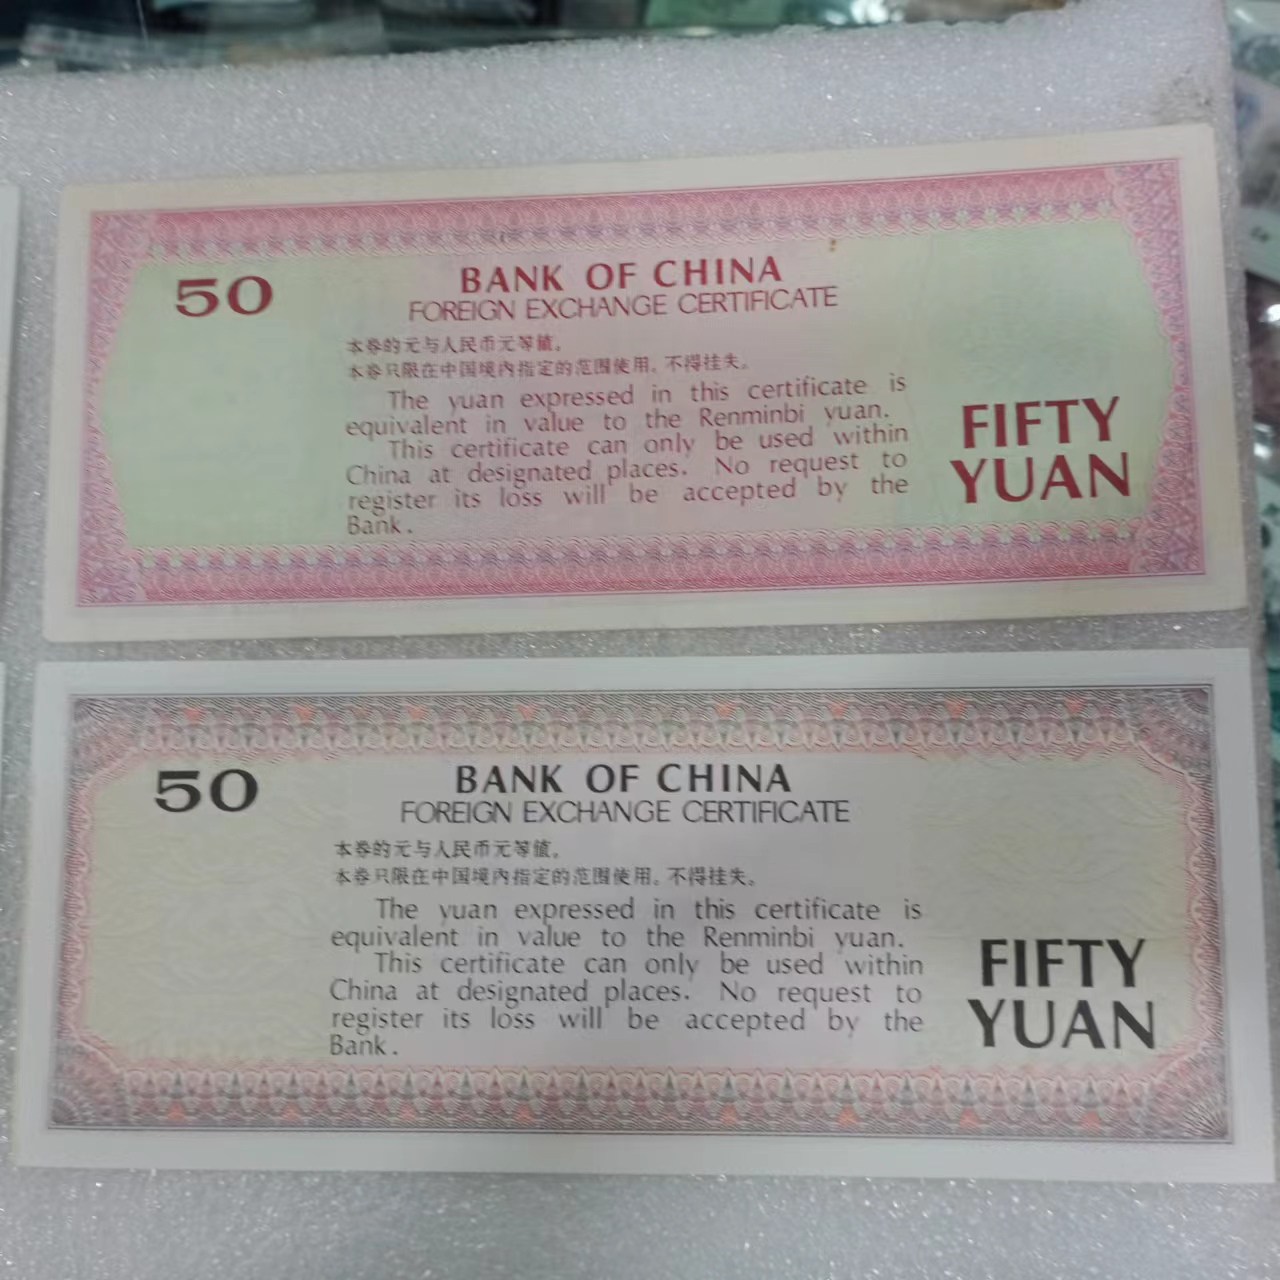 50
BANK OF CHINA
FOREIGN EXCHANGE CERTIFICATE
本券的元与人民币元等值。
本券只限在中国境内指定的范围使用。不得挂失。
The yuan expressed in this certificate is
equivalent in value to the Renminbi yuan.
This certificate can only be used within
China at designated places. No request to
register its loss will be accepted by the
Bank.
FIFTY
YUAN
50
BANK OF CHINA
FOREIGN EXCHANGE CERTIFICATE
本券的元与人民币元等值。
本券只限在中国境内指定的范围使用。不得挂失。
The yuan expressed in this certificate is
equivalent in value to the Renminbi yuan.
This certificate can only be used within
China at designated places. No request to
register its loss will be accepted by the
Bank.
FIFTY
YUAN